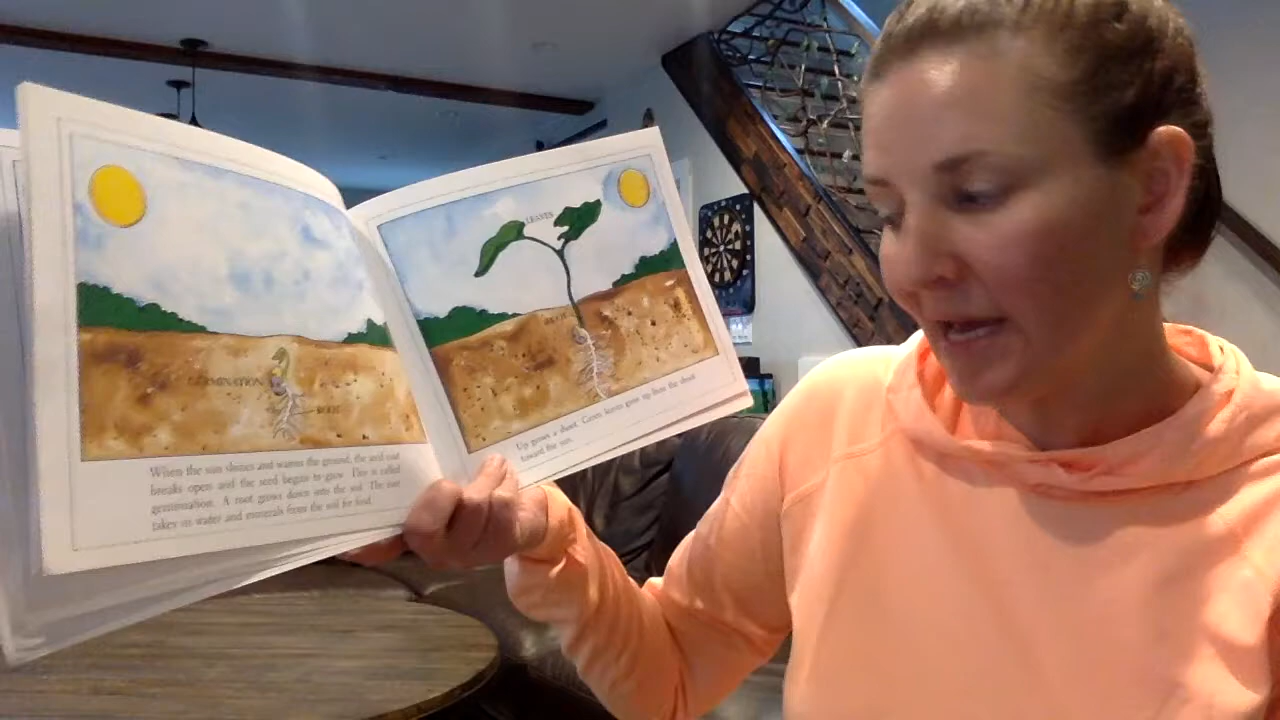 GERMINATION
ROOT
When the sun shines and warms the ground, the seed coat
breaks open and the seed begins to grow. This is called
germination. A root grows down into the soil. The root
takes in water and minerals from the soil for food.
LEAVES
Up grows a shoot. Green leaves grow up from the shoot
toward the sun.